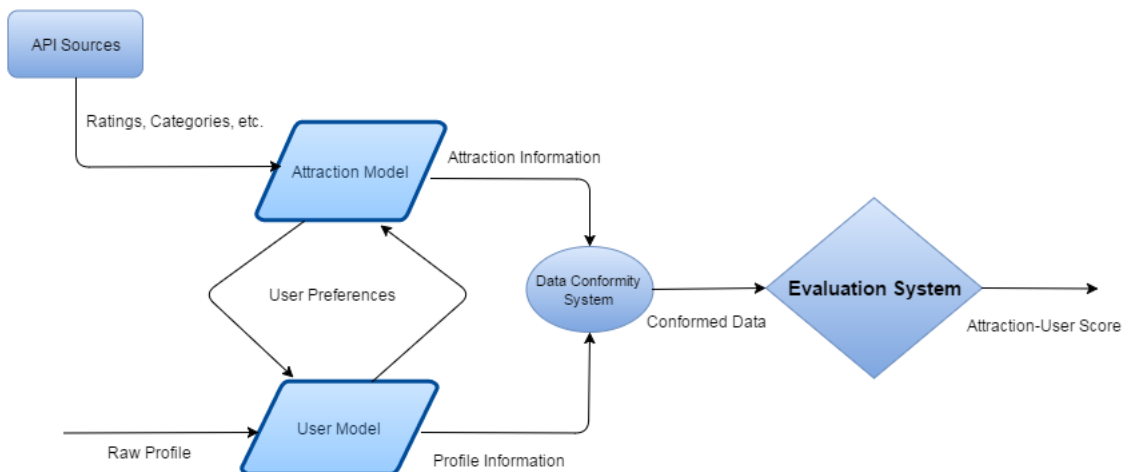 API Sources
Ratings, Categories, etc.
Attraction Model
Attraction Information
User Preferences
Data Conformity
System
Conformed Data
Evaluation System
Attraction-User Score
User Model
Raw Profile
Profile Information